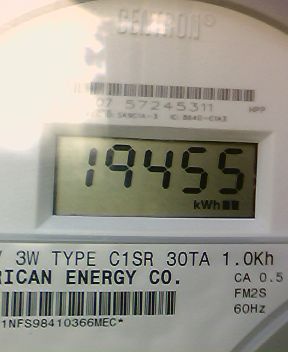 CENTRON®
07 57245311 HPP
19455
kWh
3W TYPE C1SR 30TA 1.0Kh
RICAN ENERGY CO. CA 0.5
FM2S
1NFS98410366MEC* 60Hz